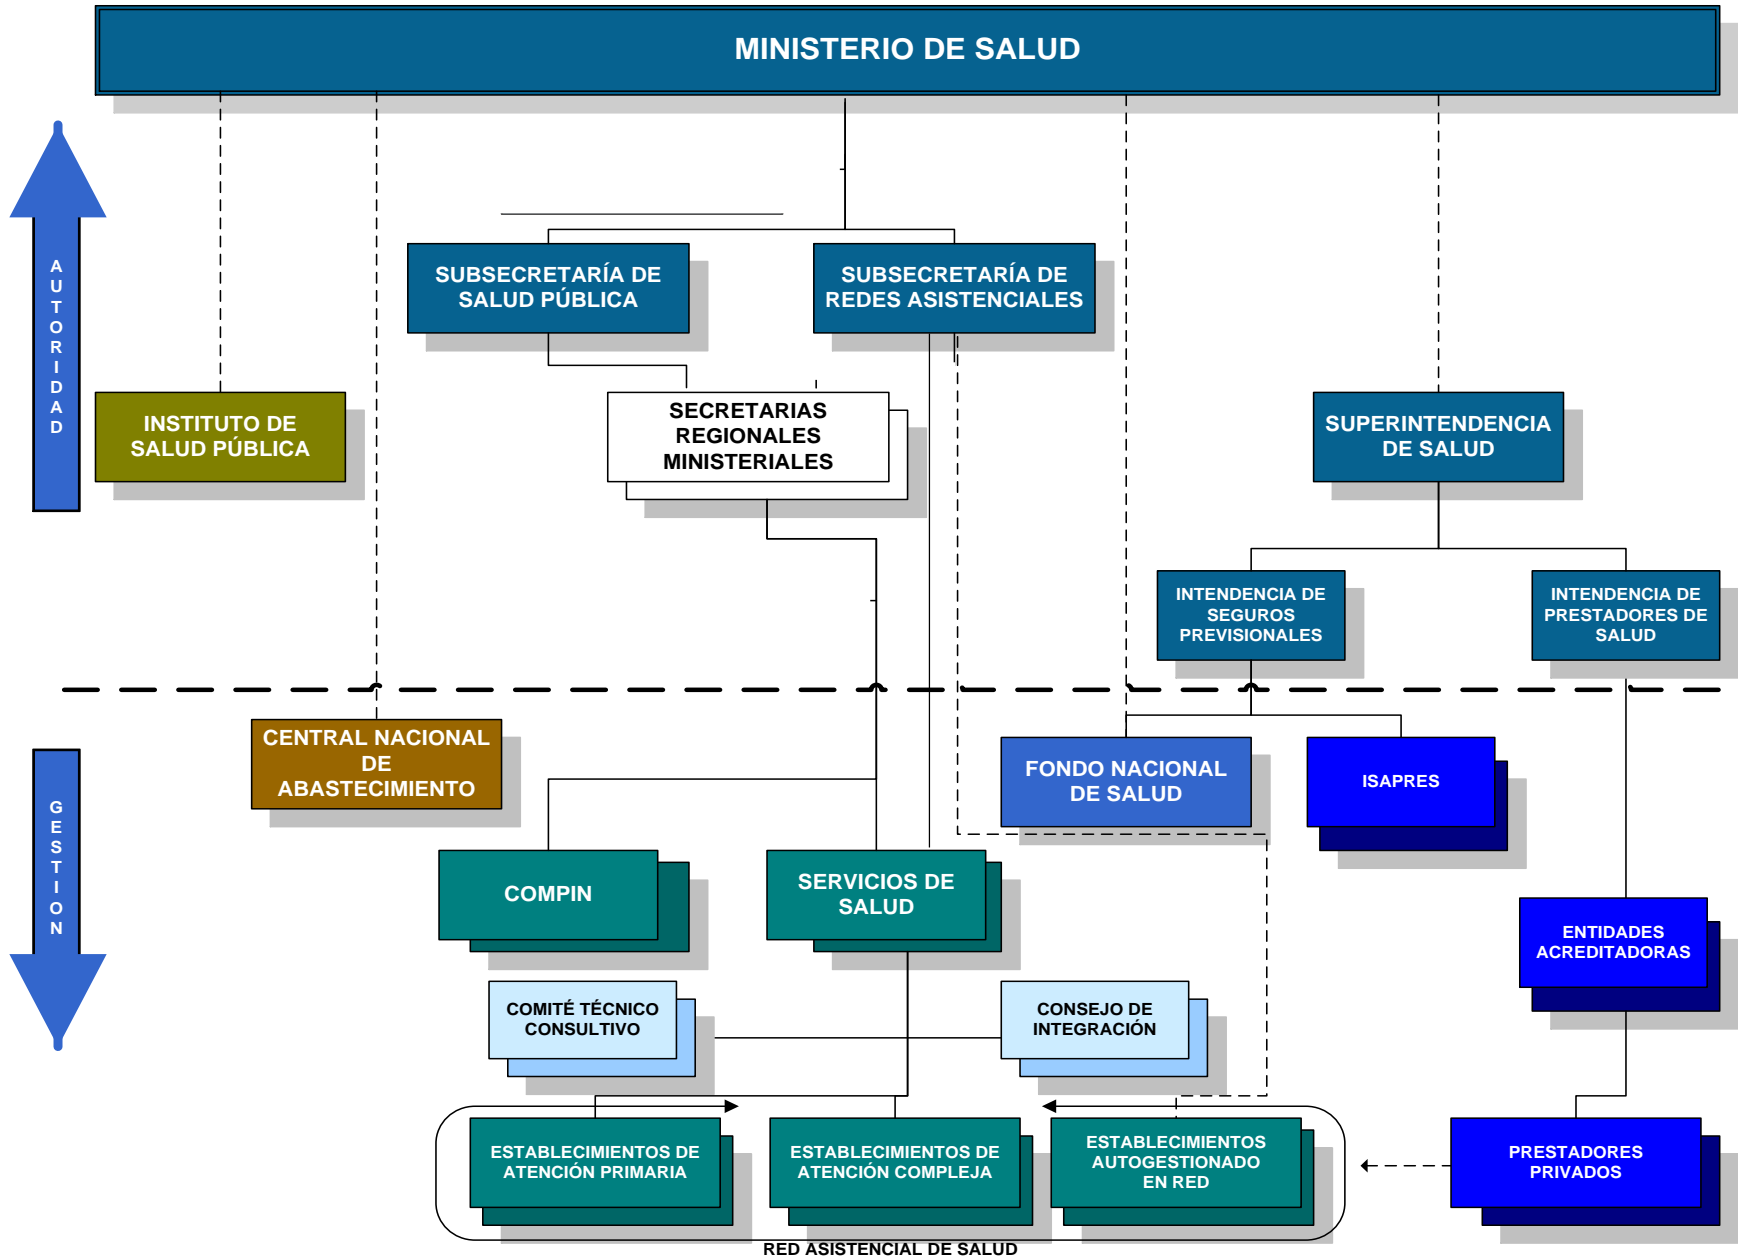 MINISTERIO DE SALUD
A
U
T
O
R
I
D
A
D
SUBSECRETARÍA DE
SALUD PÚBLICA
SUBSECRETARÍA DE
REDES ASISTENCIALES
INSTITUTO DE
SALUD PÚBLICA
SECRETARIAS
REGIONALES
MINISTERIALES
SUPERINTENDENCIA
DE SALUD
INTENDENCIA DE
SEGUROS
PREVISIONALES
INTENDENCIA DE
PRESTADORES DE
SALUD
G
E
S
T
I
O
N
CENTRAL NACIONAL
DE
ABASTECIMIENTO
FONDO NACIONAL
DE SALUD
ISAPRES
COMPIN
SERVICIOS DE
SALUD
ENTIDADES
ACREDITADORAS
COMITÉ TÉCNICO
CONSULTIVO
CONSEJO DE
INTEGRACIÓN
ESTABLECIMIENTOS DE
ATENCIÓN PRIMARIA
ESTABLECIMIENTOS DE
ATENCIÓN COMPLEJA
ESTABLECIMIENTOS
AUTOGESTIONADO
EN RED
PRESTADORES
PRIVADOS
RED ASISTENCIAL DE SALUD